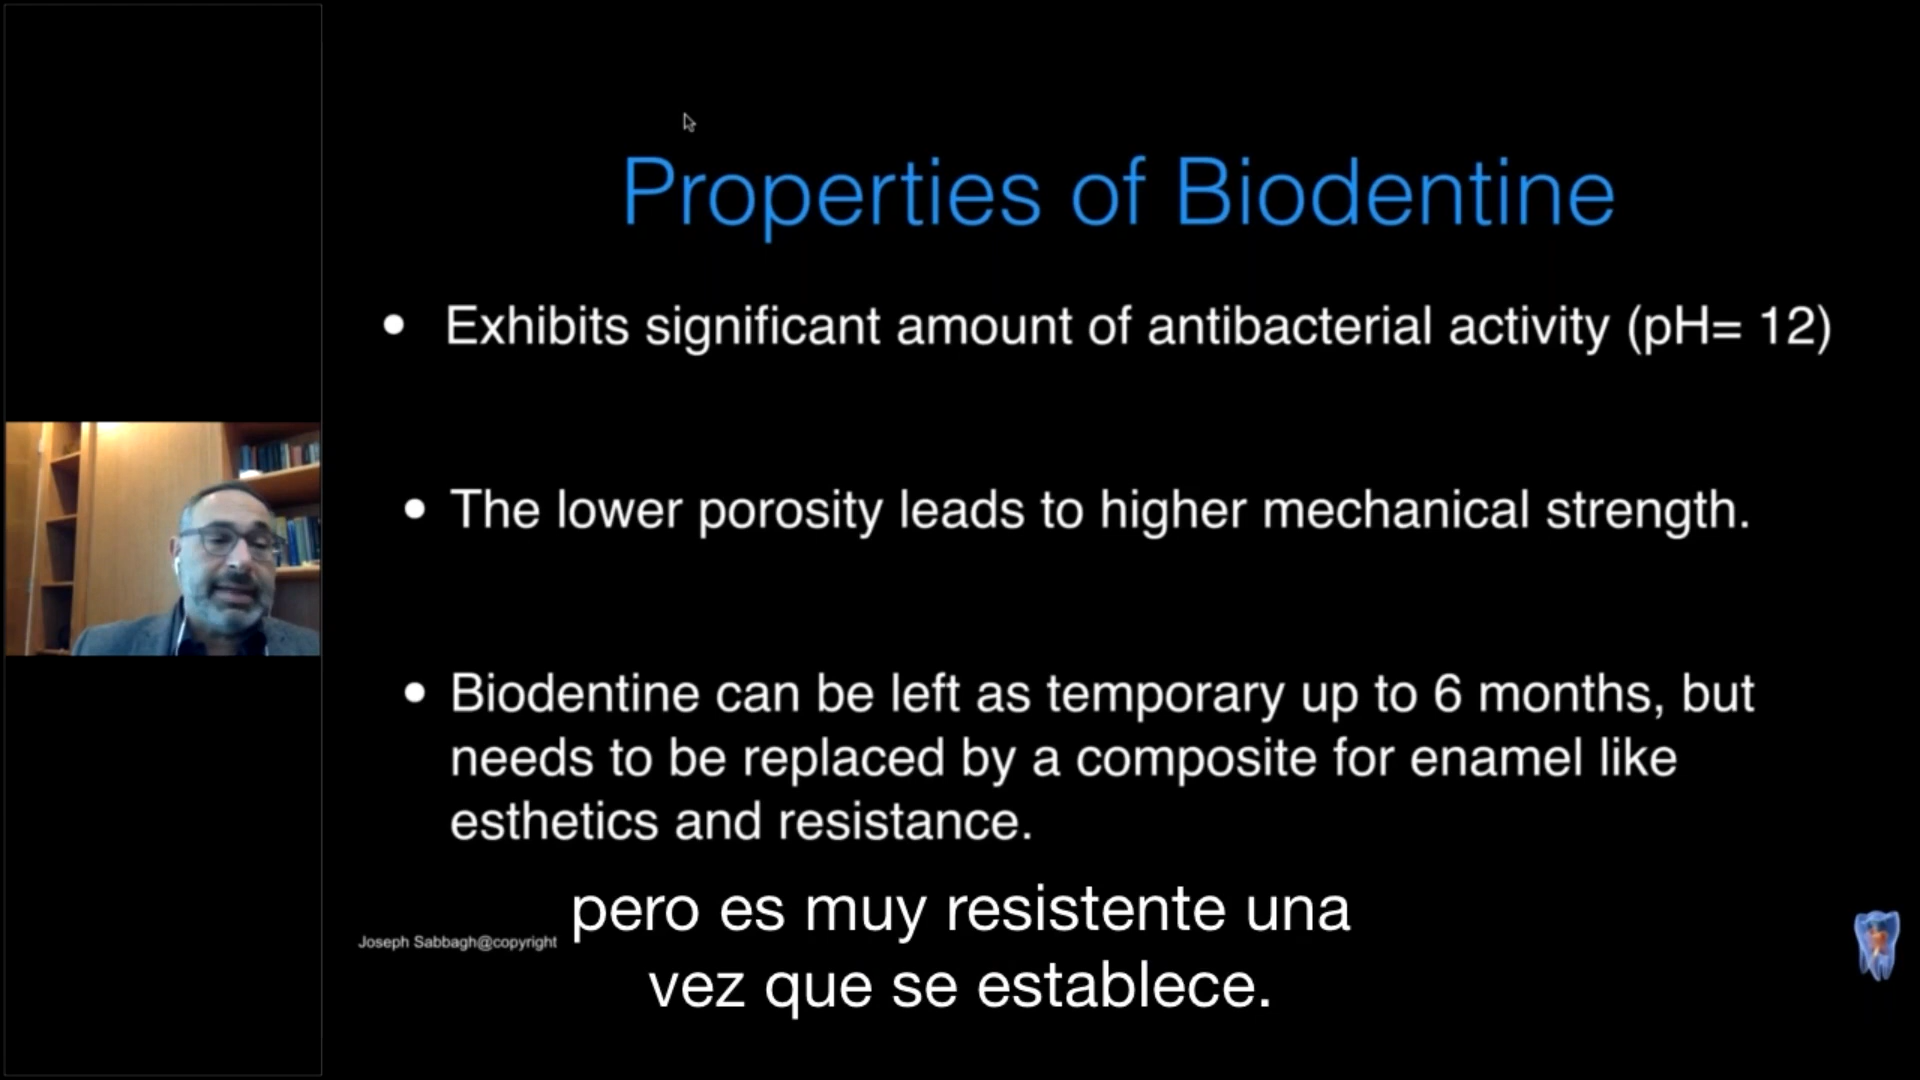 Properties of Biodentine
• Exhibits significant amount of antibacterial activity (pH= 12)
• The lower porosity leads to higher mechanical strength.
• Biodentine can be left as temporary up to 6 months, but
needs to be replaced by a composite for enamel like
esthetics and resistance.
pero es muy resistente una
Joseph Sabbagh@copyright
vez que se establece.